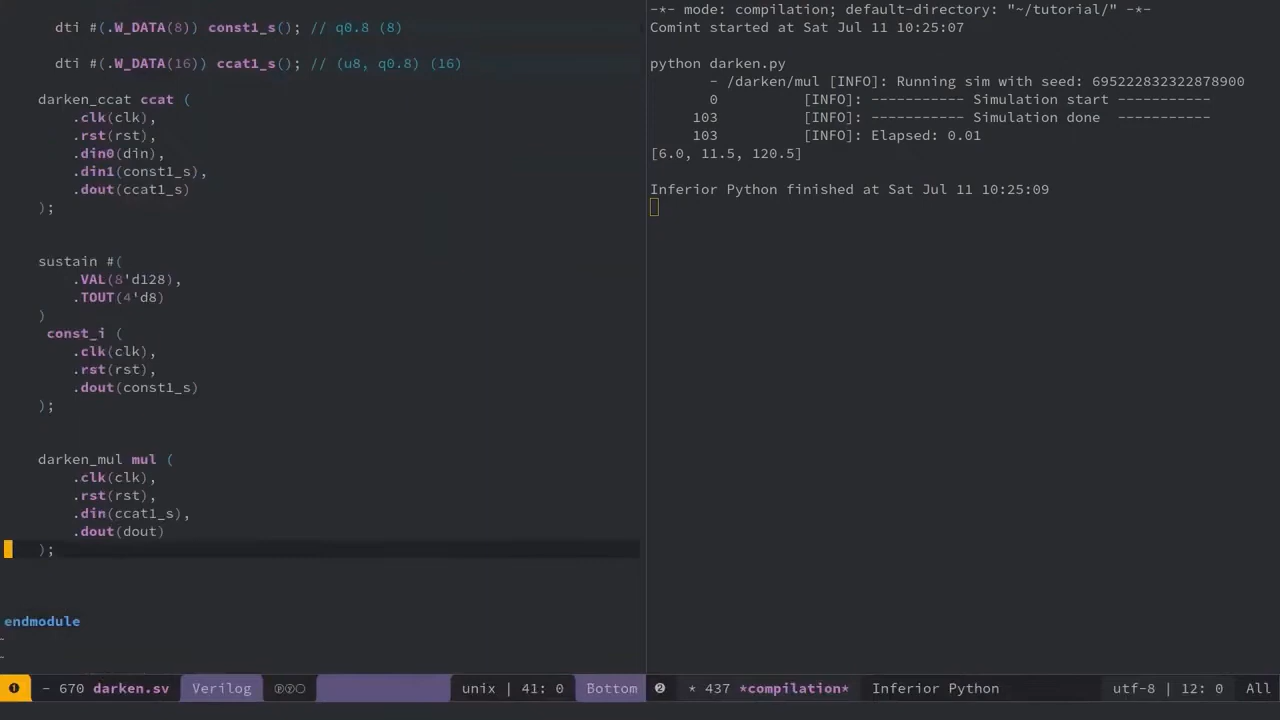 dti #(.W_DATA(8)) const1_s(); // q0.8 (8)
dti #(.W_DATA(16)) ccat1_s(); // (u8, q0.8) (16)
darken_ccat ccat (
.clk(clk),
.rst(rst),
.din0(din),
.din1(const1_s),
.dout(ccat1_s)
);
sustain #(
.VAL(8'd128),
.TOUT(4'd8)
)
const_i (
.clk(clk),
.rst(rst),
.dout(const1_s)
);
darken_mul mul (
.clk(clk),
.rst(rst),
.din(ccat1_s),
.dout(dout)
);
endmodule
~
~
❶ - 670 darken.sv Verilog ⓟⓨ○ unix | 41: 0 Bottom
-*- mode: compilation; default-directory: "~/tutorial/" -*-
Comint started at Sat Jul 11 10:25:07
python darken.py
- /darken/mul [INFO]: Running sim with seed: 695222832322878900
0 [INFO]: ----------- Simulation start -----------
103 [INFO]: ----------- Simulation done -----------
103 [INFO]: Elapsed: 0.01
[6.0, 11.5, 120.5]
Inferior Python finished at Sat Jul 11 10:25:09
❷ * 437 *compilation* Inferior Python utf-8 | 12: 0 All